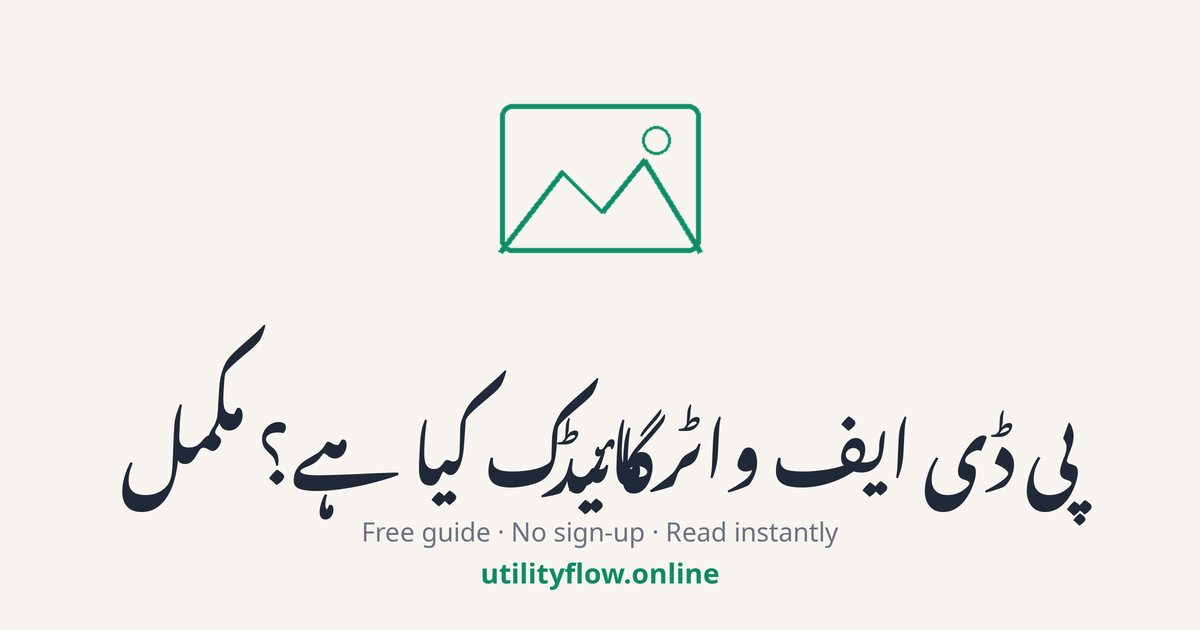 پی ڈی ایف واٹرمارک کیا ہے؟ مکمل
گائیڈ
Free guide · No sign-up · Read instantly
utilityflow.online